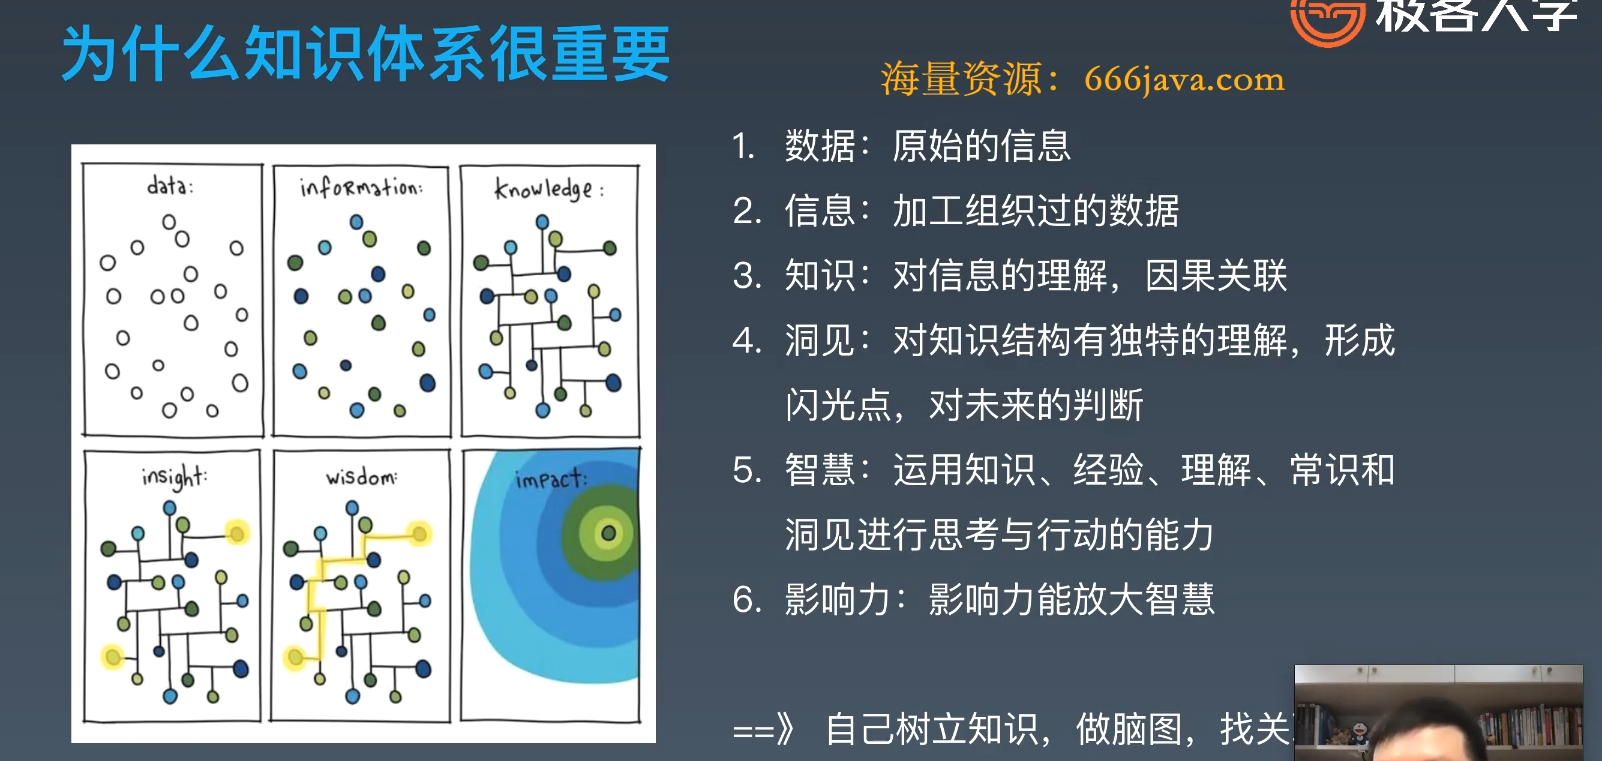 极客大学
为什么知识体系很重要
海量资源：666java.com
data:
information:
knowledge:
insight:
wisdom:
impact:
1. 数据：原始的信息
2. 信息：加工组织过的数据
3. 知识：对信息的理解，因果关联
4. 洞见：对知识结构有独特的理解，形成
闪光点，对未来的判断
5. 智慧：运用知识、经验、理解、常识和
洞见进行思考与行动的能力
6. 影响力：影响力能放大智慧
==》 自己树立知识，做脑图，找关